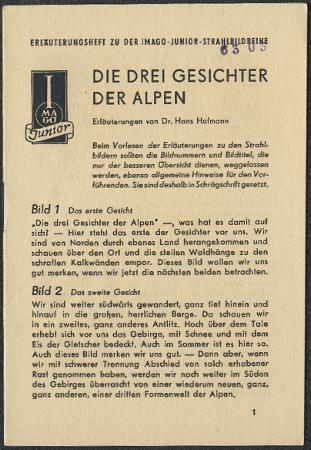 ERLÄUTERUNGSHEFT ZU DER IMAGO-JUNIOR-STRAHLBILDREIHE
6303
I
MA
GO
Junior
DIE DREI GESICHTER
DER ALPEN
Erläuterungen von Dr. Hans Hofmann
Beim Vorlesen der Erläuterungen zu den Strahl-
bildern sollten die Bildnummern und Bildtitel, die
nur der besseren Übersicht dienen, weggelassen
werden, ebenso allgemeine Hinweise für den Vor-
führenden. Sie sind deshalb in Schrägschrift gesetzt.
Bild 1 Das erste Gesicht
„Die drei Gesichter der Alpen" —, was hat es damit auf
sich? — Hier steht das erste der Gesichter vor uns. Wir
sind von Norden durch ebenes Land herangekommen und
schauen über den Ort und die steilen Waldhänge zu den
schroffen Kalkwänden empor. Dieses Bild wollen wir uns
gut merken, wenn wir jetzt die nächsten beiden betrachten.
Bild 2 Das zweite Gesicht
Wir sind weiter südwärts gewandert, ganz tief hinein und
hinauf in die großen, herrlichen Berge. Da schauen wir
in ein zweites, ganz anderes Antlitz. Hoch über dem Tale
erhebt sich vor uns das Gebirge, mit Schnee und mit dem
Eis der Gletscher bedeckt. Auch im Sommer ist es hier so.
Auch dieses Bild merken wir uns gut. — Dann aber, wenn
wir mit schwerer Trennung Abschied von solch erhabener
Rast genommen haben, werden wir noch weiter im Süden
des Gebirges überrascht von einer wiederum neuen, ganz,
ganz anderen, einer dritten Formenwelt der Alpen.
1